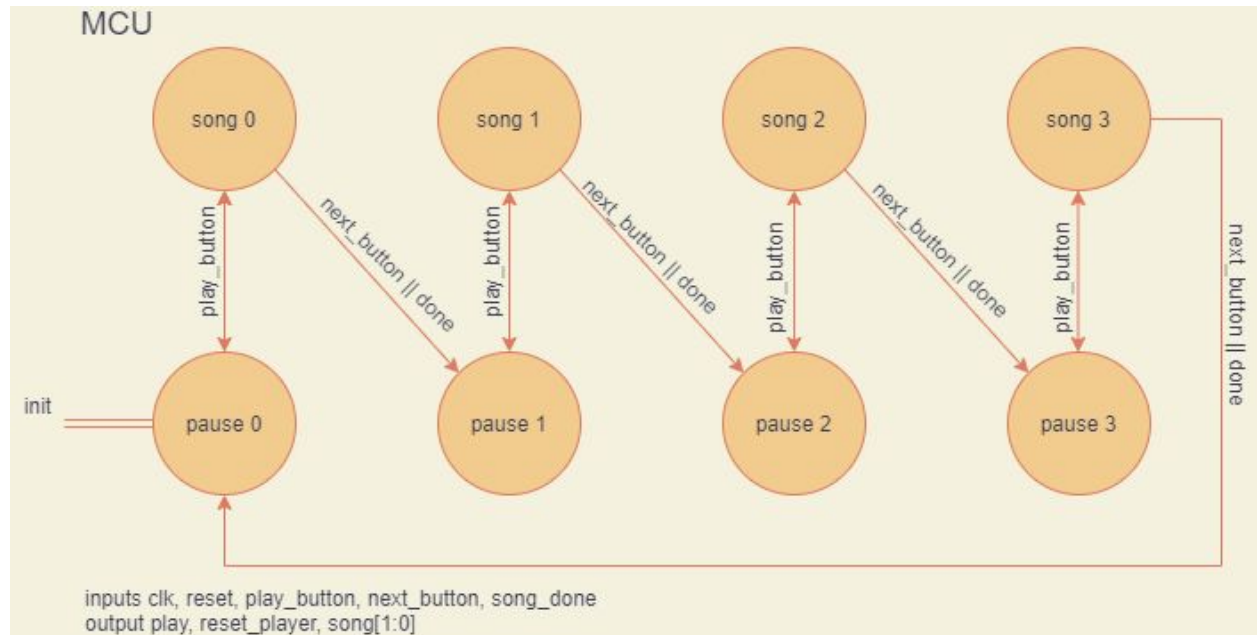 MCU
song 0
song 1
song 2
song 3
play_button
next_button || done
play_button
next_button || done
play_button
next_button || done
play_button
next_button || done
init
pause 0
pause 1
pause 2
pause 3
inputs clk, reset, play_button, next_button, song_done
output play, reset_player, song[1:0]